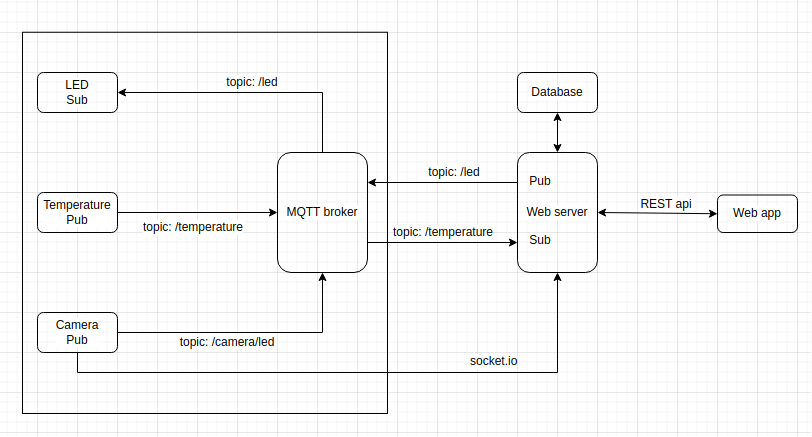 topic: /led
LED
Sub
Database
topic: /led
Pub
Temperature
Pub
MQTT broker
Web server
REST api
Web app
topic: /temperature
topic: /temperature
Sub
Camera
Pub
topic: /camera/led
socket.io